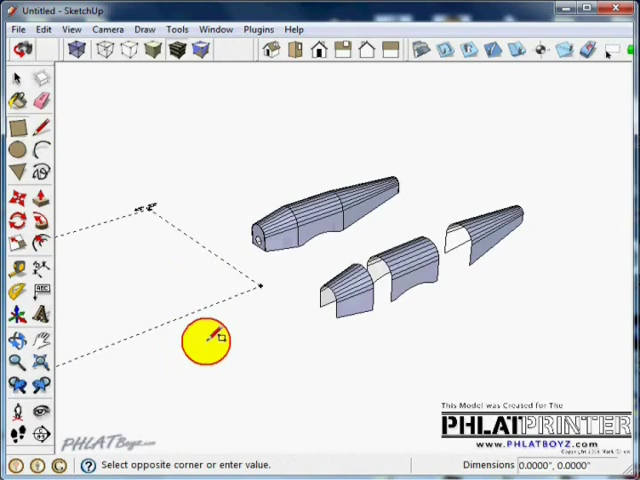 Untitled - SketchUp
File Edit View Camera Draw Tools Window Plugins Help
This Model was Created For The
PHLATPRINTER
www.PHLATBOYZ.com
PHLATBoyz.com
Select opposite corner or enter value.
Dimensions 0.0000", 0.0000"